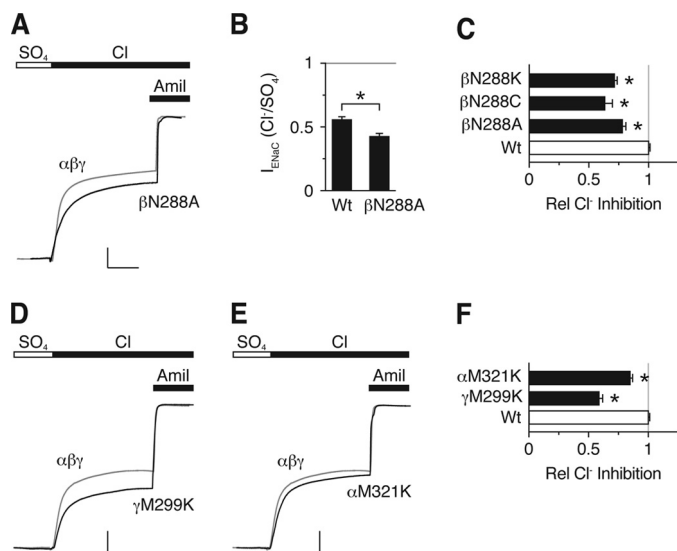 A
SO₄ Cl
Amil
αβγ
βN288A
B
I_ENaC (Cl⁻/SO₄)
1
0.5
0
*
Wt βN288A
C
βN288K *
βN288C *
βN288A *
Wt
0 0.5 1
Rel Cl⁻ Inhibition
D
SO₄ Cl
Amil
αβγ
γM299K
E
SO₄ Cl
Amil
αβγ
αM321K
F
αM321K *
γM299K *
Wt
0 0.5 1
Rel Cl⁻ Inhibition